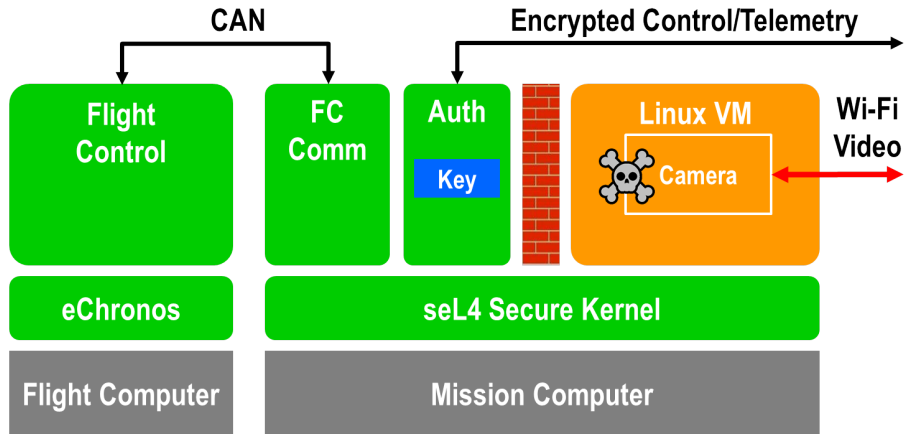 CAN
Encrypted Control/Telemetry
Flight
Control
FC
Comm
Auth
Key
Linux VM
Camera
Wi-Fi
Video
eChronos
seL4 Secure Kernel
Flight Computer
Mission Computer